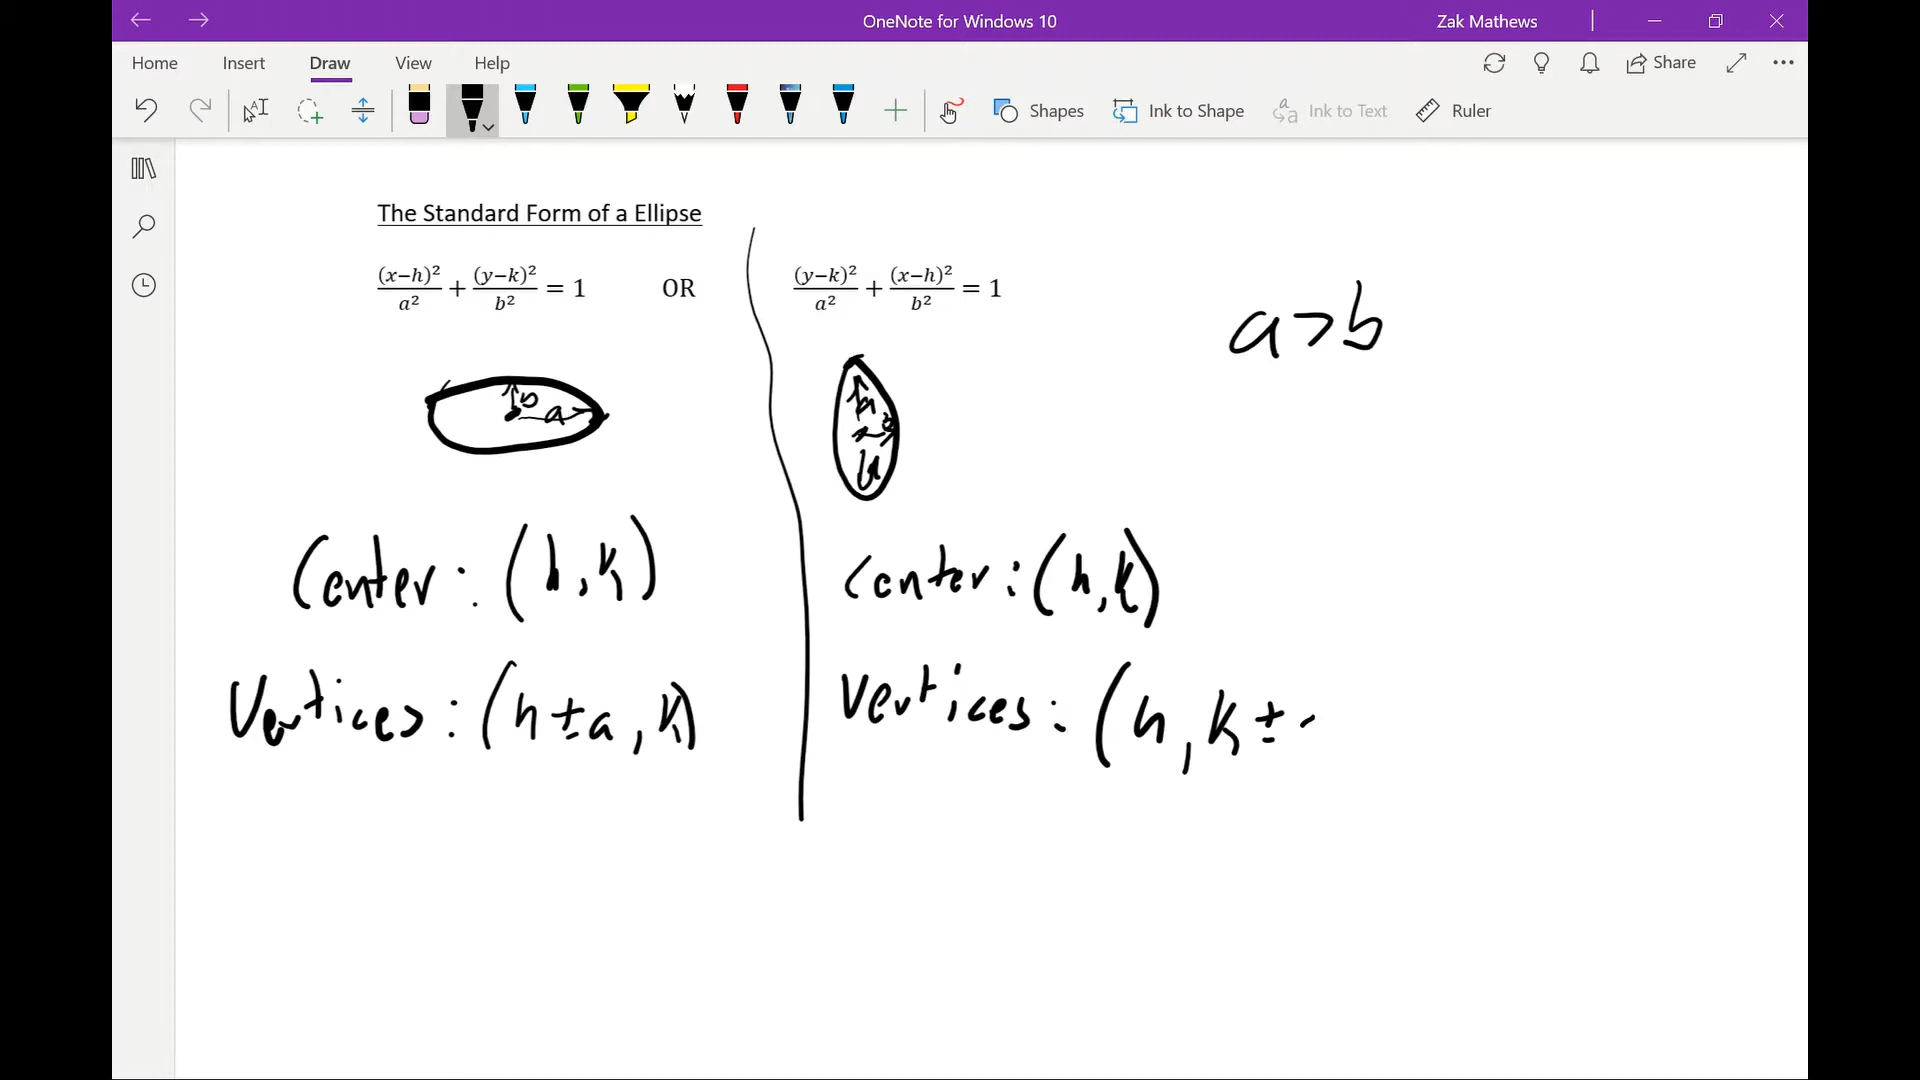 OneNote for Windows 10
Zak Mathews
Home Insert Draw View Help
Share
Shapes Ink to Shape Ink to Text Ruler
The Standard Form of a Ellipse
(x−h)²/a² + (y−k)²/b² = 1 OR (y−k)²/a² + (x−h)²/b² = 1
a>b
b
a
a
Center: (h,k)
Center: (h,k)
Vertices: (h±a, k)
Vertices: (h, k±